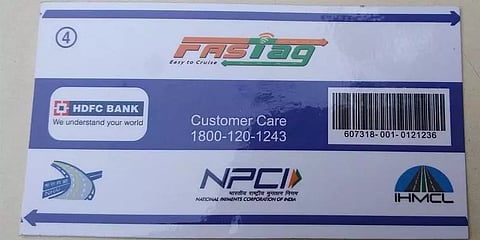 4
FASTag
Easy to Cruise
HDFC BANK
We understand your world
Customer Care
1800-120-1243
607318-001-0121236
NPCI
भारतीय राष्ट्रीय भुगतान निगम
NATIONAL PAYMENTS CORPORATION OF INDIA
IHMCL